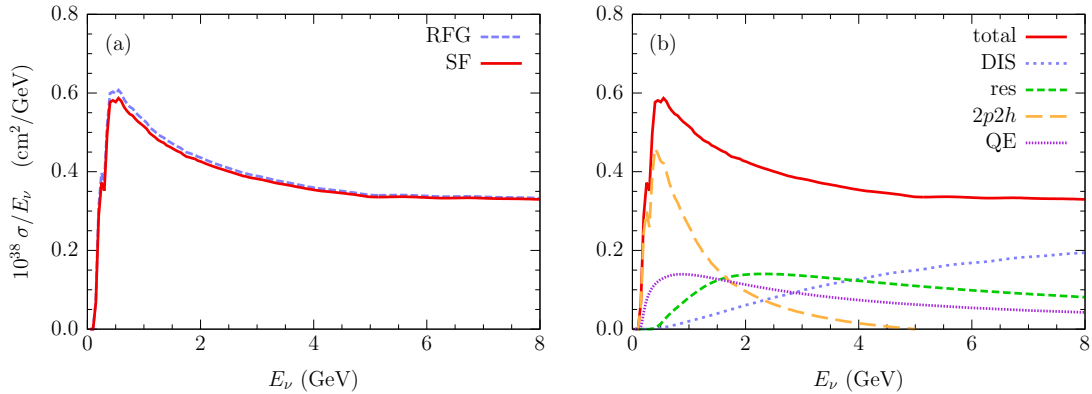 (a)
RFG
SF
10^38 σ/E_ν (cm²/GeV)
0.8
0.6
0.4
0.2
0.0
0 2 4 6 8
E_ν (GeV)
(b)
total
DIS
res
2p2h
QE
0.8
0.6
0.4
0.2
0.0
0 2 4 6 8
E_ν (GeV)